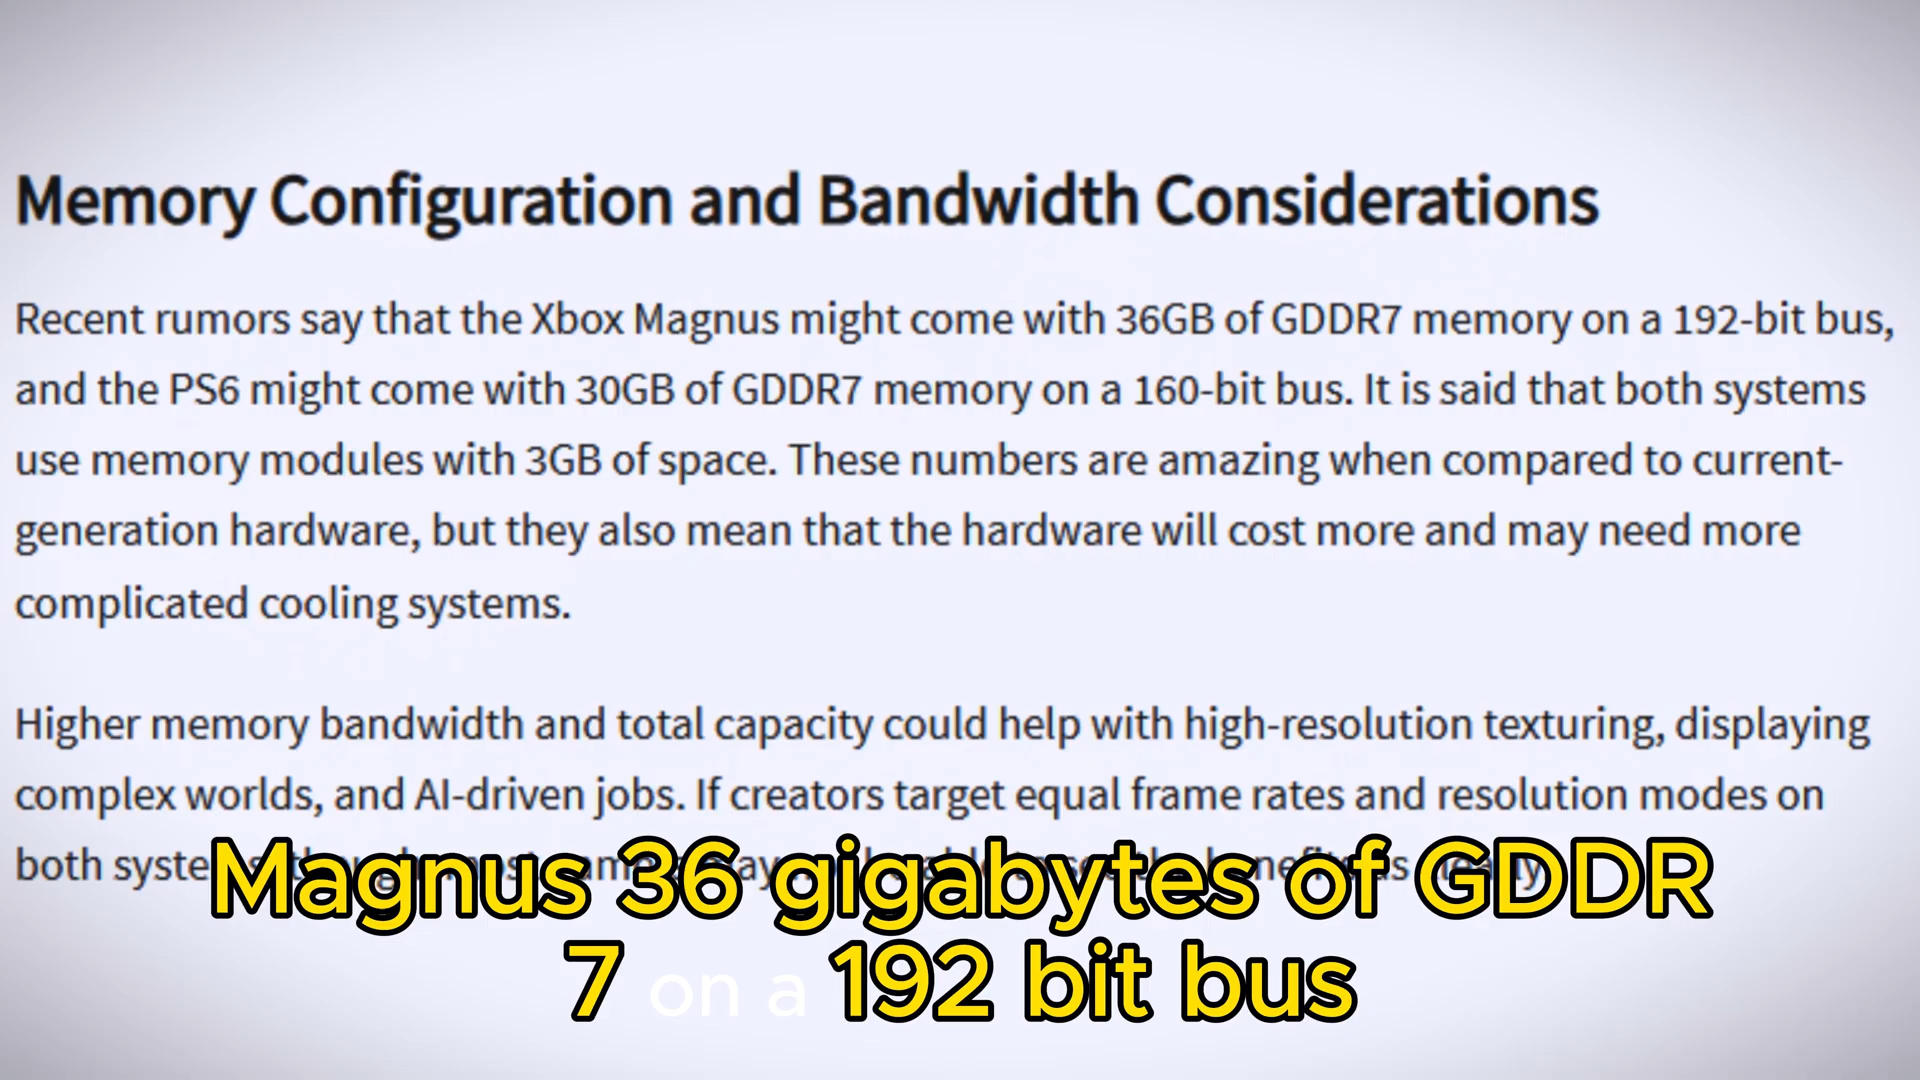 Memory Configuration and Bandwidth Considerations
Recent rumors say that the Xbox Magnus might come with 36GB of GDDR7 memory on a 192-bit bus,
and the PS6 might come with 30GB of GDDR7 memory on a 160-bit bus. It is said that both systems
use memory modules with 3GB of space. These numbers are amazing when compared to current-
generation hardware, but they also mean that the hardware will cost more and may need more
complicated cooling systems.
Higher memory bandwidth and total capacity could help with high-resolution texturing, displaying
complex worlds, and AI-driven jobs. If creators target equal frame rates and resolution modes on
both
Magnus 36 gigabytes of GDDR
7 on a 192 bit bus